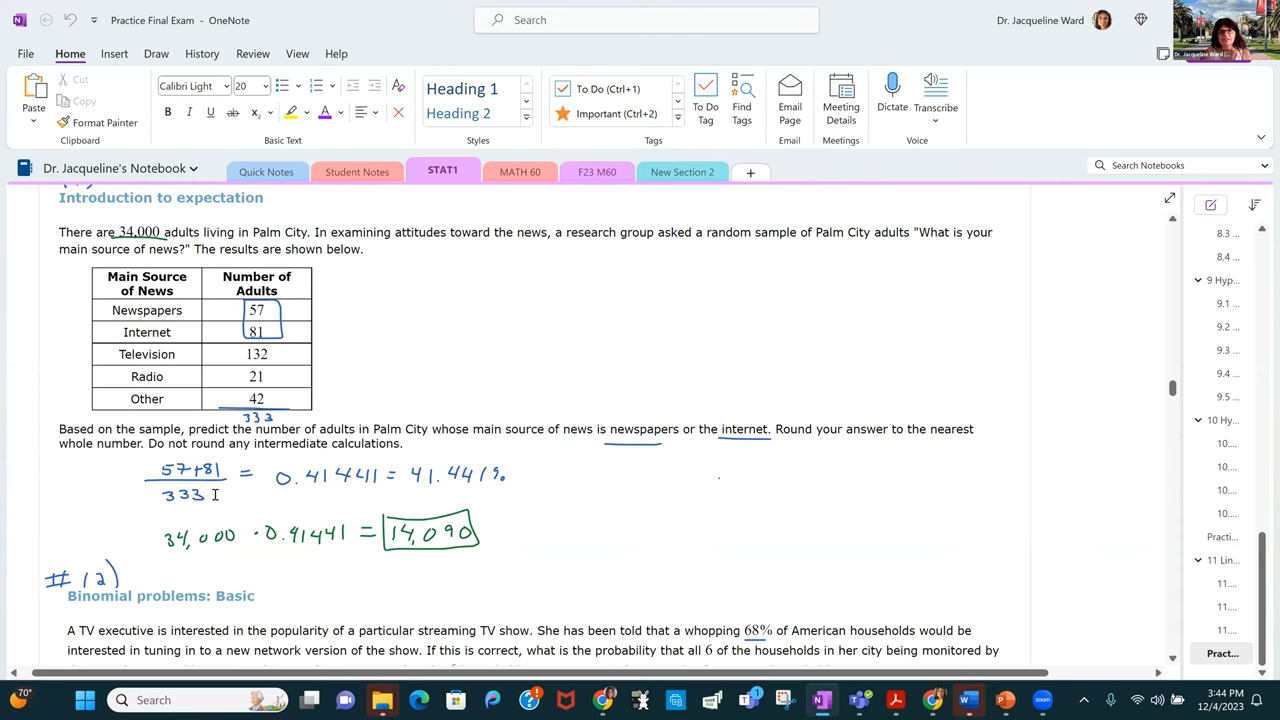 Practice Final Exam - OneNote
Search
Dr. Jacqueline Ward
File Home Insert Draw History Review View Help
Paste
Cut
Copy
Format Painter
Clipboard
Calibri Light 20
B I U ab x₂ A
Basic Text
Heading 1
Heading 2
Styles
To Do (Ctrl+1)
Important (Ctrl+2)
To Do Tag
Find Tags
Tags
Email Page
Email
Meeting Details
Meetings
Dictate
Transcribe
Voice
Dr. Jacqueline Ward
Dr. Jacqueline's Notebook
Quick Notes Student Notes STAT1 MATH 60 F23 M60 New Section 2 +
Search Notebooks
Introduction to expectation
There are 34,000 adults living in Palm City. In examining attitudes toward the news, a research group asked a random sample of Palm City adults "What is your
main source of news?" The results are shown below.
Main Source of News Number of Adults
Newspapers 57
Internet 81
Television 132
Radio 21
Other 42
333
Based on the sample, predict the number of adults in Palm City whose main source of news is newspapers or the internet. Round your answer to the nearest
whole number. Do not round any intermediate calculations.
57+81
333
= 0.41441 = 41.441%
34,000 · 0.41441 = 14,090
# 12)
Binomial problems: Basic
A TV executive is interested in the popularity of a particular streaming TV show. She has been told that a whopping 68% of American households would be
interested in tuning in to a new network version of the show. If this is correct, what is the probability that all 6 of the households in her city being monitored by
8.3 ...
8.4 ...
9 Hyp...
9.1 ...
9.2 ...
9.3 ...
9.4 ...
9.5 ...
10 Hy...
10....
10....
10....
10....
Practi...
11 Lin...
11....
11....
11....
Pract...
70°
Search
3:44 PM
12/4/2023